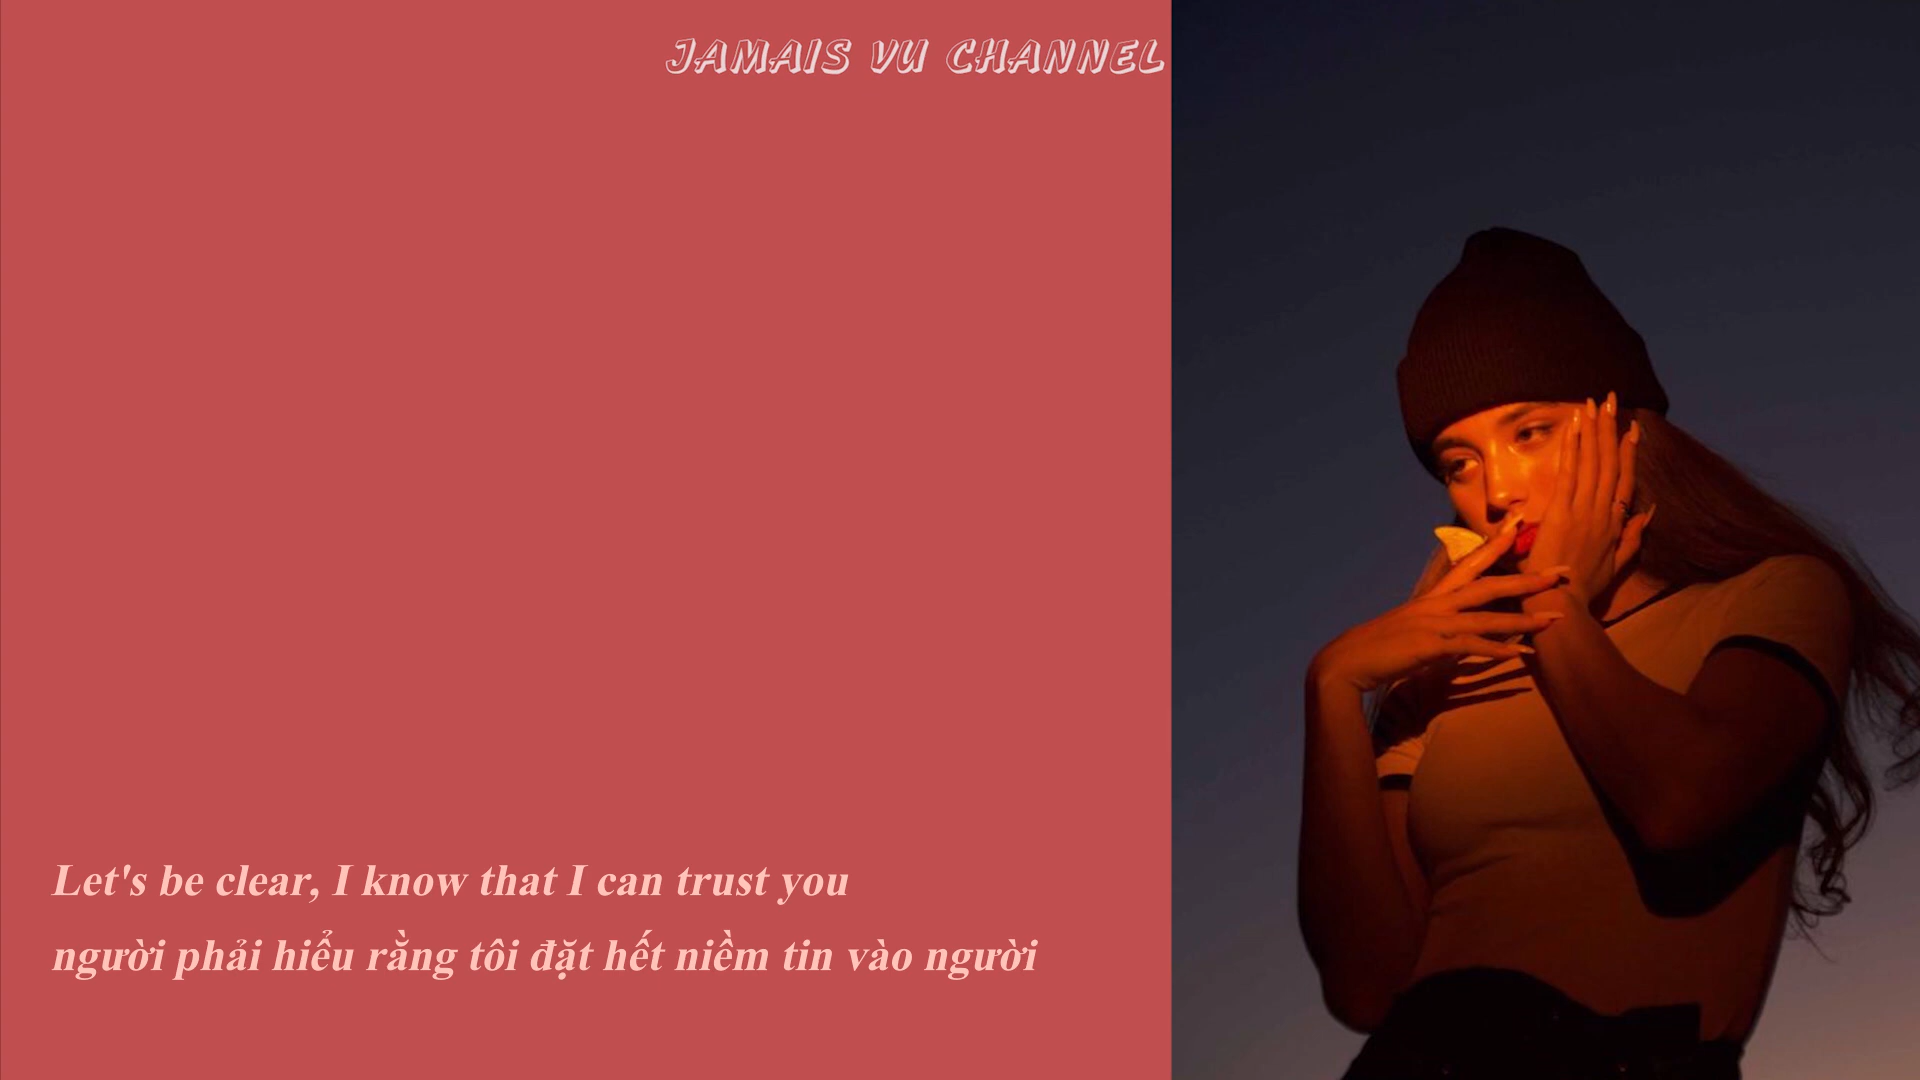 JAMAIS VU CHANNEL
Let's be clear, I know that I can trust you
người phải hiểu rằng tôi đặt hết niềm tin vào người